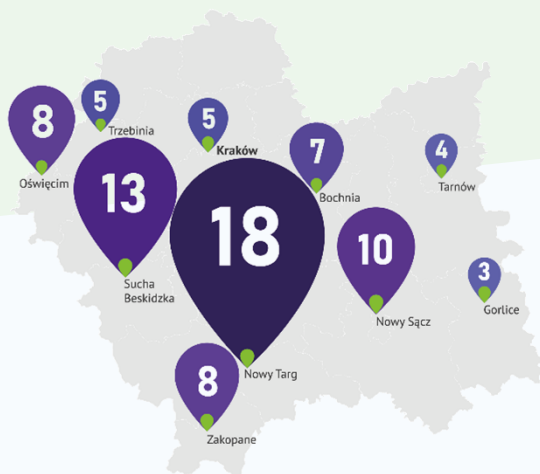 8
Oświęcim
5
Trzebinia
5
Kraków
7
Bochnia
4
Tarnów
13
Sucha
Beskidzka
18
Nowy Targ
10
Nowy Sącz
3
Gorlice
8
Zakopane